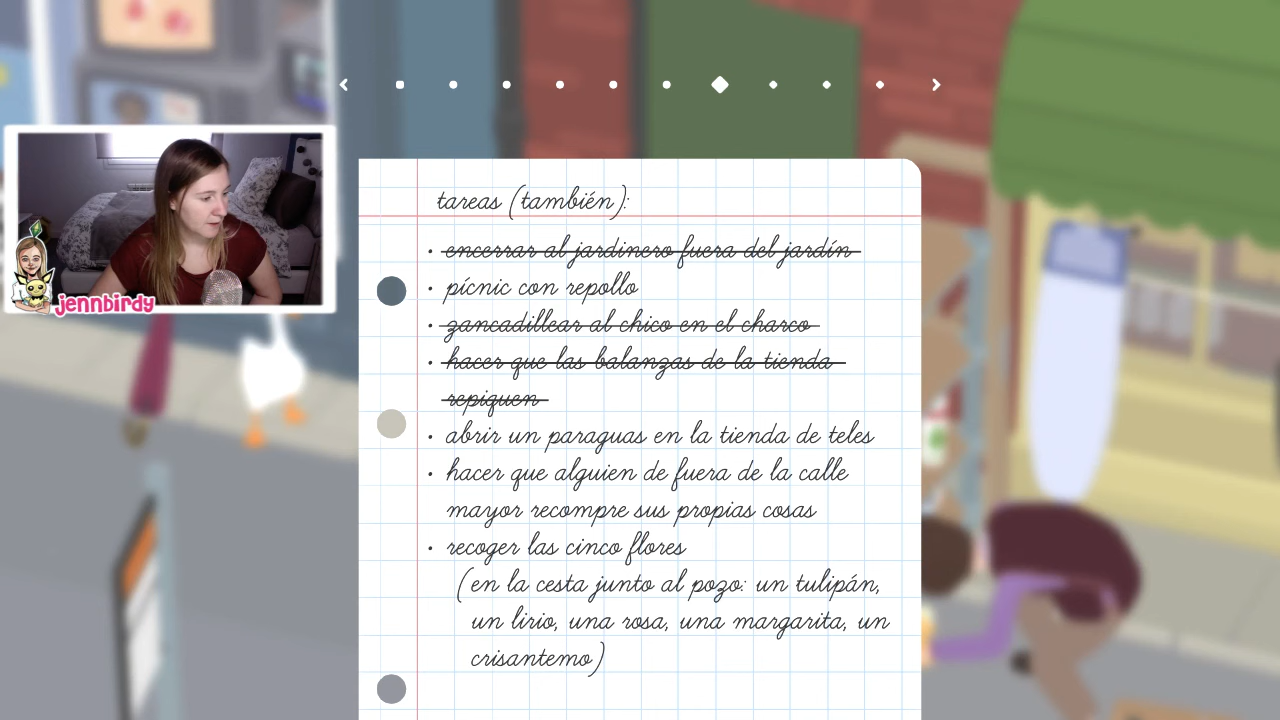 tareas (también):
• encerrar al jardinero fuera del jardín
• pícnic con repollo
• zancadillear al chico en el charco
• hacer que las balanzas de la tienda
repiquen
• abrir un paraguas en la tienda de teles
• hacer que alguien de fuera de la calle
mayor recompre sus propias cosas
• recoger las cinco flores
(en la cesta junto al pozo: un tulipán,
un lirio, una rosa, una margarita, un
crisantemo)
jennbirdy